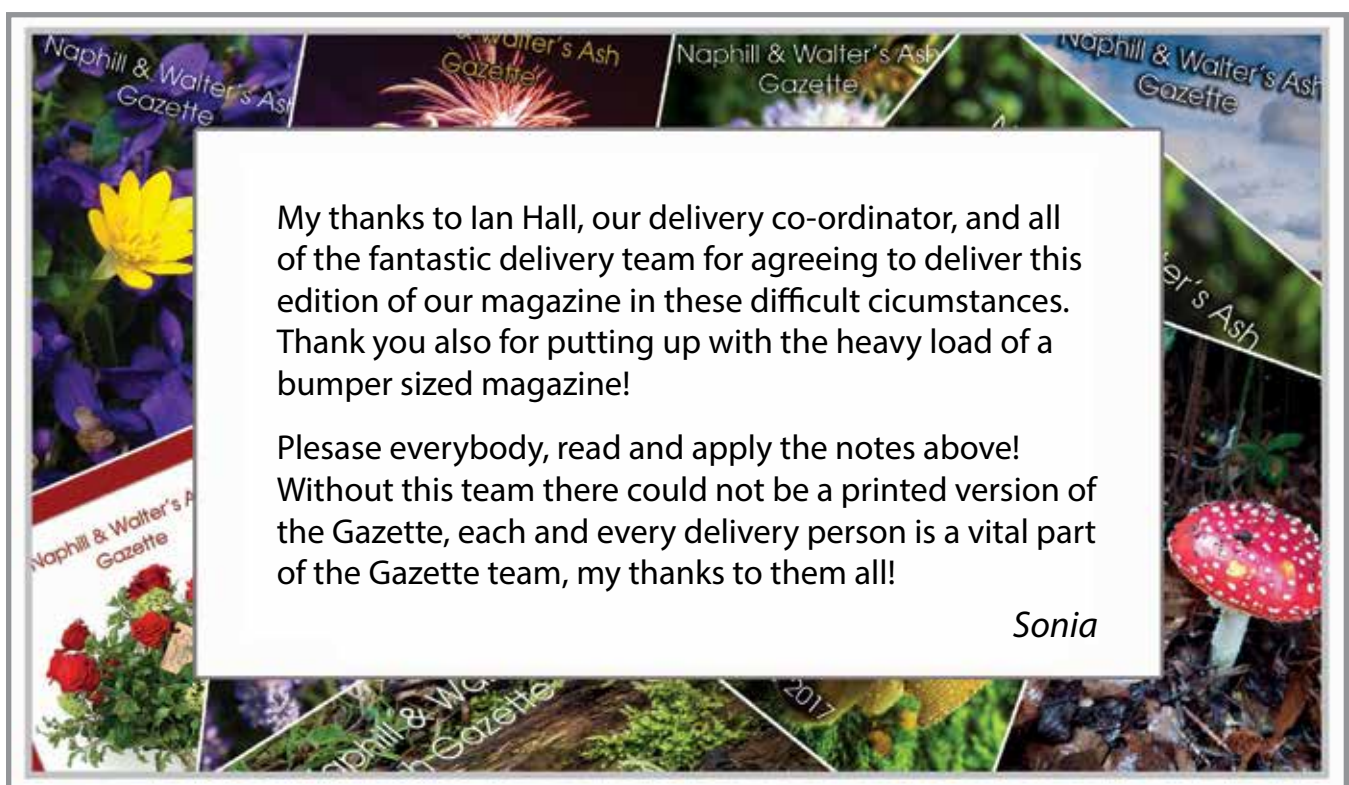 Naphill & Walter's Ash
Gazette
& Walter's Ash
Gazette
Naphill & Walter's Ash
Gazette
Naphill & Walter's Ash
Gazette
My thanks to Ian Hall, our delivery co-ordinator, and all
of the fantastic delivery team for agreeing to deliver this
edition of our magazine in these difficult cicumstances.
Thank you also for putting up with the heavy load of a
bumper sized magazine!
Plesase everybody, read and apply the notes above!
Without this team there could not be a printed version of
the Gazette, each and every delivery person is a vital part
of the Gazette team, my thanks to them all!
Sonia
er's Ash
Naphill & Walter's A
Gazette
aphill & Wa
h Gazette
2017